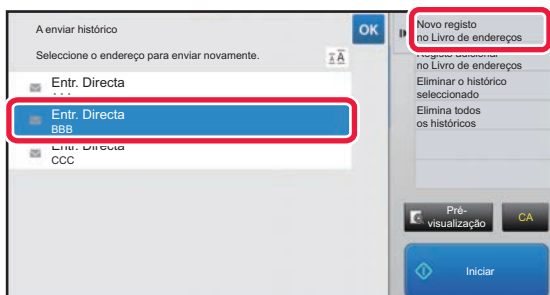 A enviar histórico
OK
Seleccione o endereço para enviar novamente.
Entr. Directa
Entr. Directa
BBB
Entr. Directa
CCC
Novo registo
no Livro de endereços
Registo adicional
no Livro de endereços
Eliminar o histórico
seleccionado
Elimina todos
os históricos
Pré-
visualização
CA
Iniciar